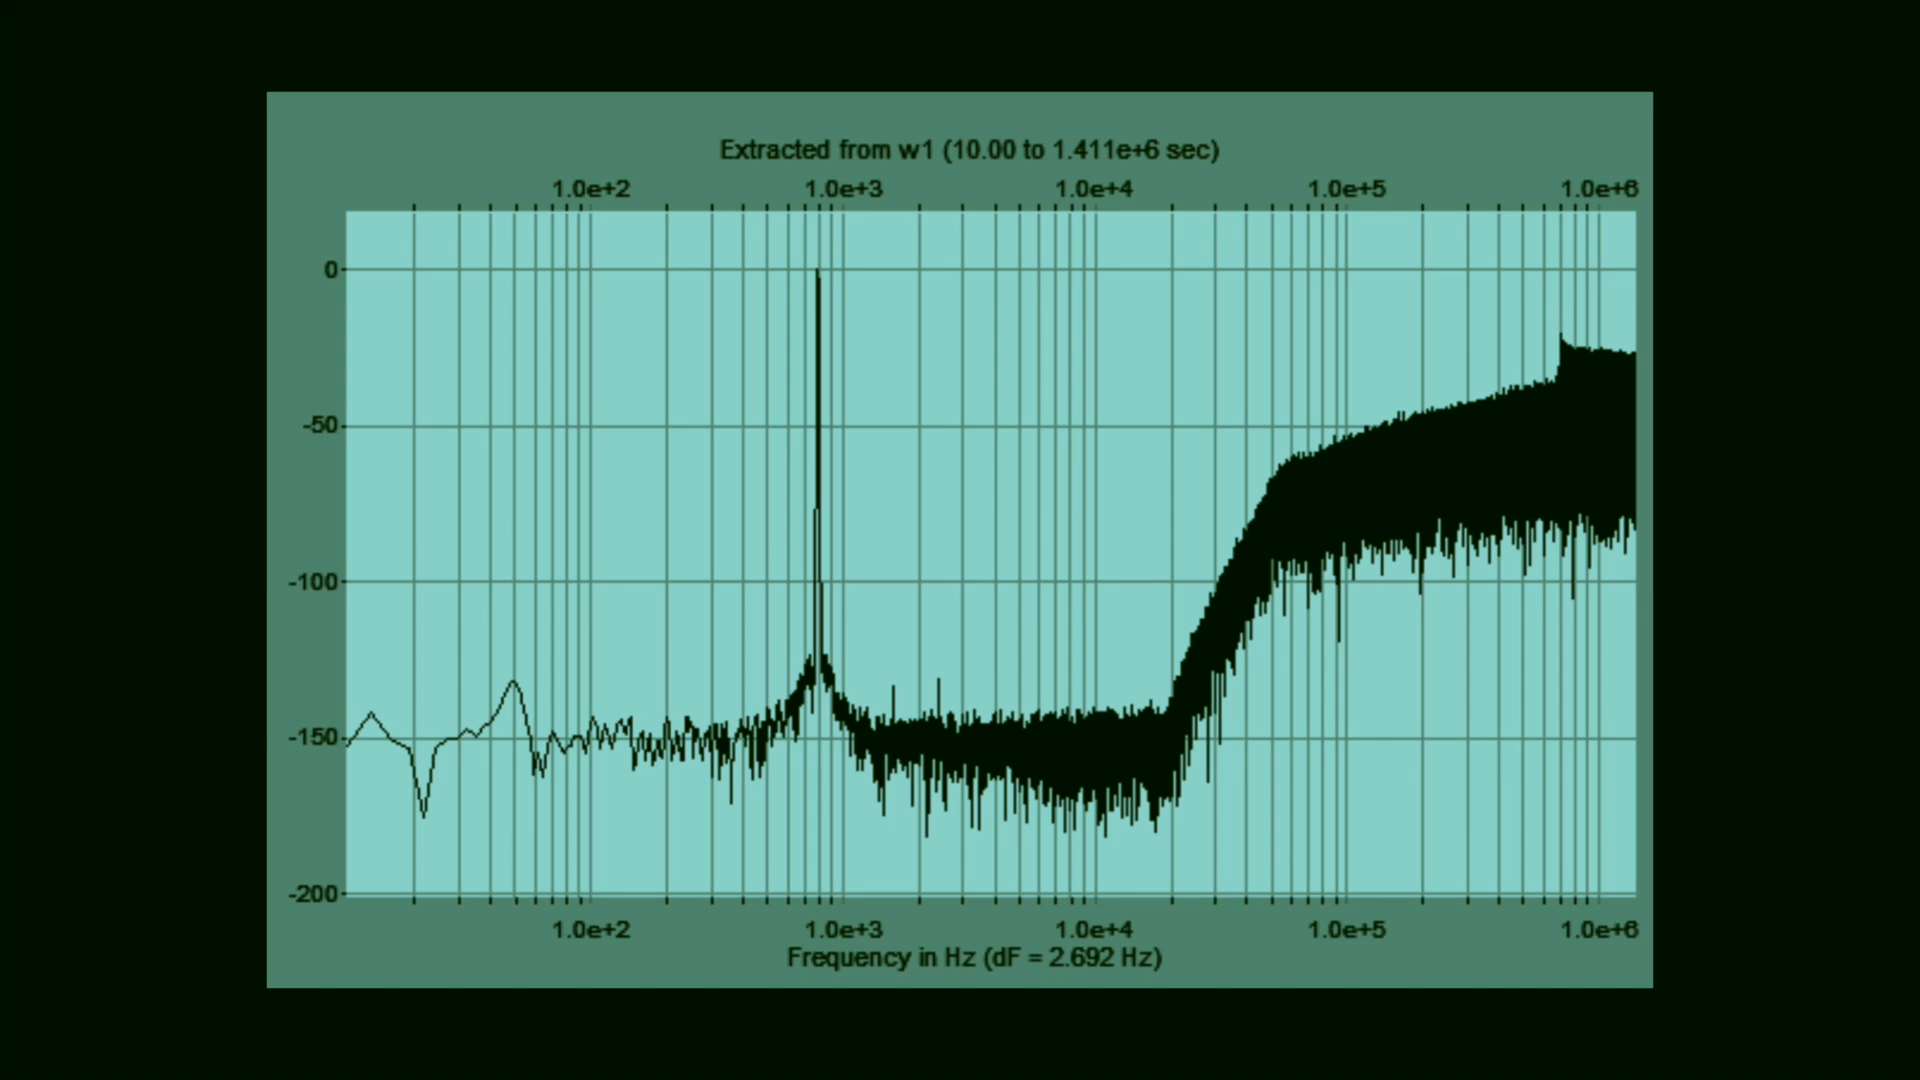 Extracted from w1 (10.00 to 1.411e+6 sec)
1.0e+2 1.0e+3 1.0e+4 1.0e+5 1.0e+6
0
-50
-100
-150
-200
1.0e+2 1.0e+3 1.0e+4 1.0e+5 1.0e+6
Frequency in Hz (dF = 2.692 Hz)